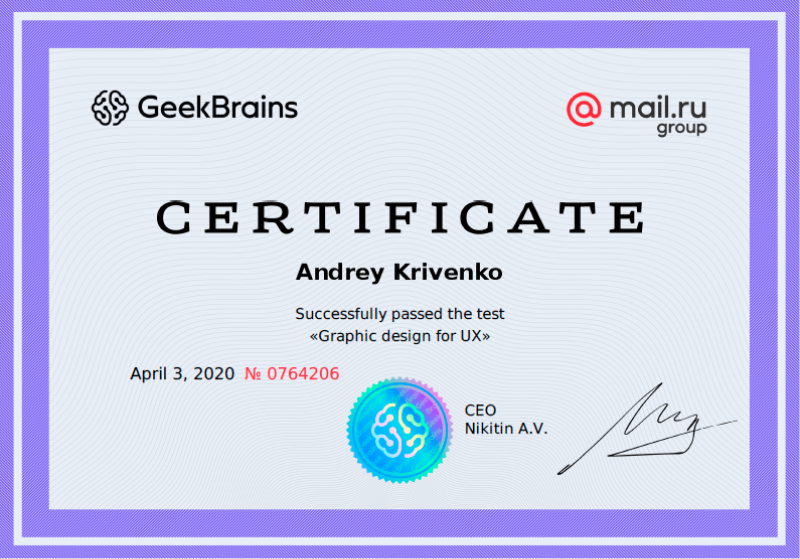 GeekBrains
@mail.ru
group
CERTIFICATE
Andrey Krivenko
Successfully passed the test
«Graphic design for UX»
April 3, 2020 № 0764206
CEO
Nikitin A.V.